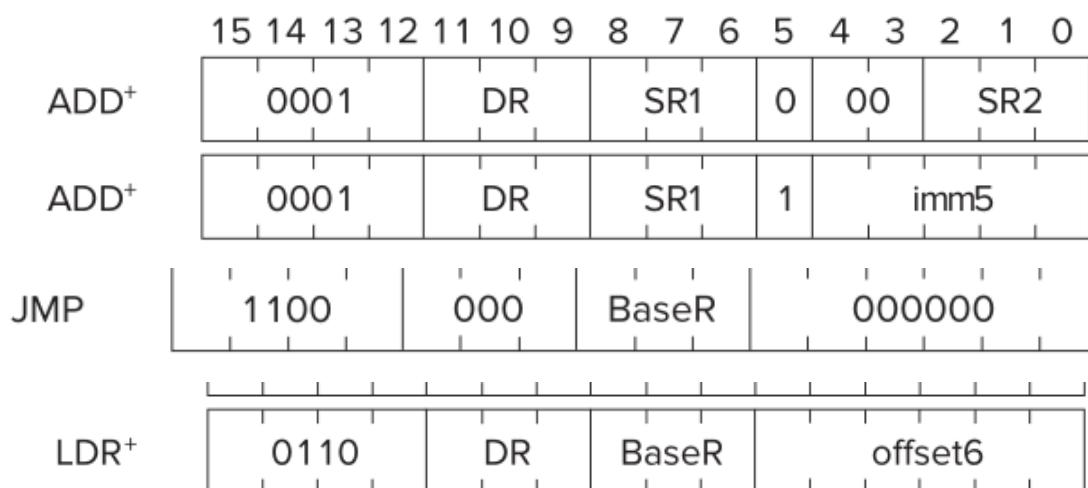 15 14 13 12 11 10 9 8 7 6 5 4 3 2 1 0
ADD+ 0001 DR SR1 0 00 SR2
ADD+ 0001 DR SR1 1 imm5
JMP 1100 000 BaseR 000000
LDR+ 0110 DR BaseR offset6